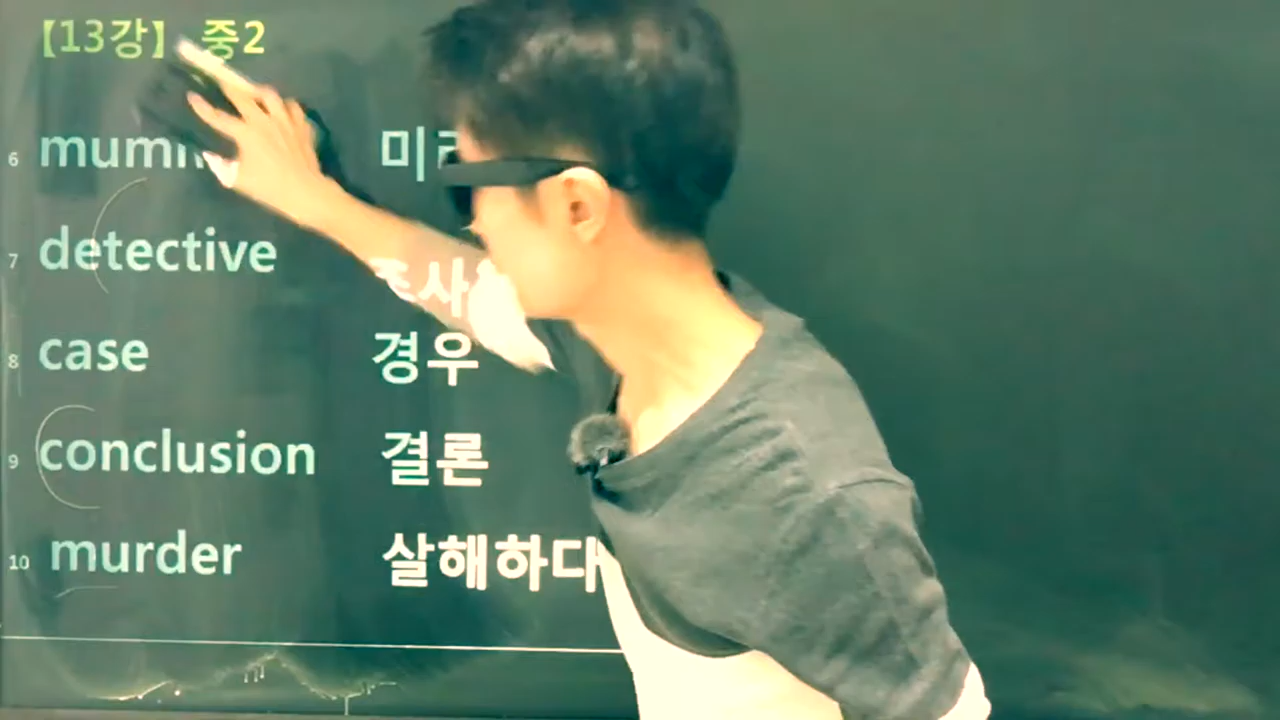 【13강】 중2
6 mum
7 detective
8 case 경우
9 conclusion 결론
10 murder 살해하다